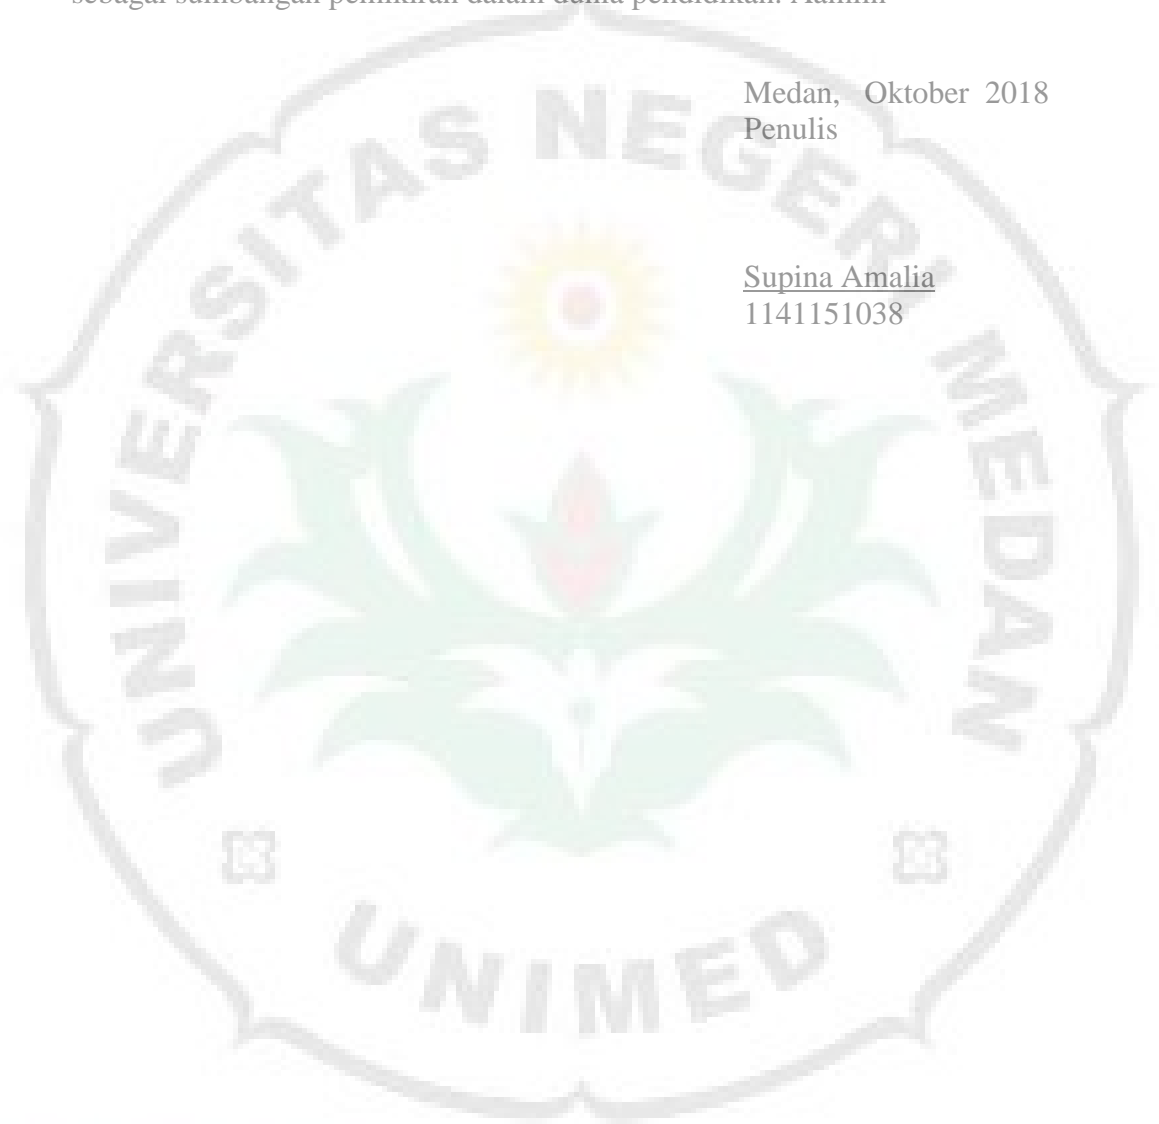 sebagai sumbangan pemikiran dalam dunia pendidikan. Aamiin
Medan, Oktober 2018
Penulis
Supina Amalia
1141151038
UNIVERSITAS NEGERI MEDAN
UNIMED